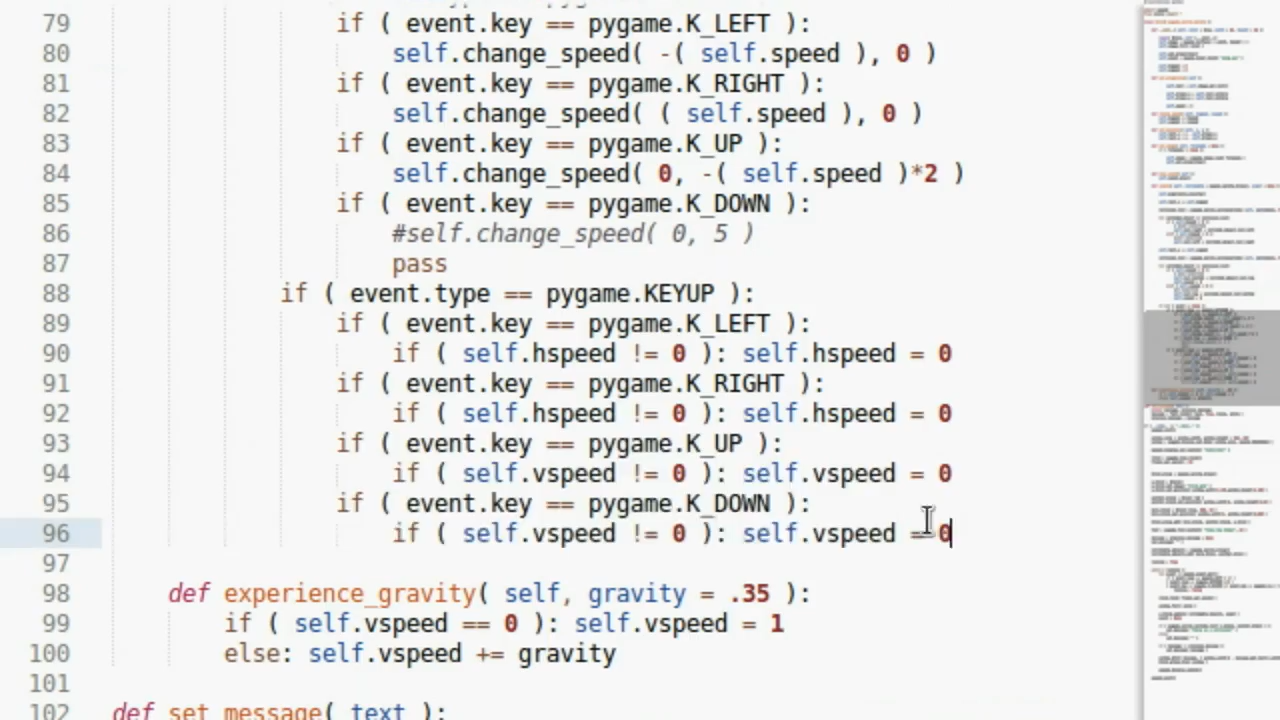 79 if ( event.key == pygame.K_LEFT ):
80 self.change_speed( -( self.speed ), 0 )
81 if ( event.key == pygame.K_RIGHT ):
82 self.change_speed( ( self.speed ), 0 )
83 if ( event.key == pygame.K_UP ):
84 self.change_speed( 0, -( self.speed )*2 )
85 if ( event.key == pygame.K_DOWN ):
86 #self.change_speed( 0, 5 )
87 pass
88 if ( event.type == pygame.KEYUP ):
89 if ( event.key == pygame.K_LEFT ):
90 if ( self.hspeed != 0 ): self.hspeed = 0
91 if ( event.key == pygame.K_RIGHT ):
92 if ( self.hspeed != 0 ): self.hspeed = 0
93 if ( event.key == pygame.K_UP ):
94 if ( self.vspeed != 0 ): self.vspeed = 0
95 if ( event.key == pygame.K_DOWN ):
96 if ( self.vspeed != 0 ): self.vspeed = 0
97
98 def experience_gravity( self, gravity = .35 ):
99 if ( self.vspeed == 0 ): self.vspeed = 1
100 else: self.vspeed += gravity
101
102 def set_message( text ):